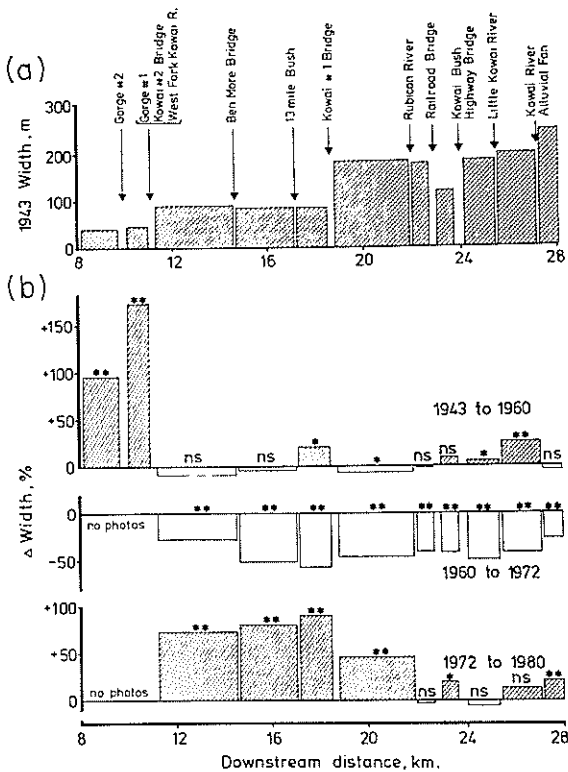 (a)
Gorge #2
Gorge #1
Kowai #2 Bridge
West Fork Kowai R.
Ben More Bridge
13 mile Bush
Kowai #1 Bridge
Rubicon River
Railroad Bridge
Kowai Bush
Highway Bridge
Little Kowai River
Kowai River
Alluvial Fan
1943 Width, m
300
200
100
0
8 12 16 20 24 28
(b)
Δ Width, %
+150
+100
+50
0
** ** ns ns * * ns ns * **
1943 to 1960
0
-50
no photos
** ** ** ** ** ** ** ** **
1960 to 1972
+100
+50
0
no photos
** ** ** ** ns * ns ns **
1972 to 1980
8 12 16 20 24 28
Downstream distance, km.